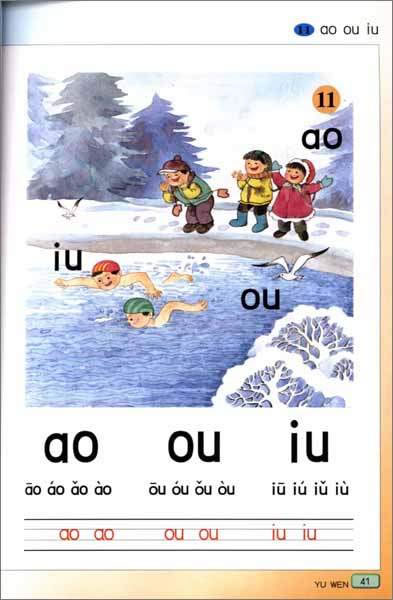 11 ao ou iu
11
ao
iu
ou
ao ou iu
āo áo ǎo ào ōu óu ǒu òu iū iú iǔ iù
ao ao ou ou iu iu
YU WEN 41